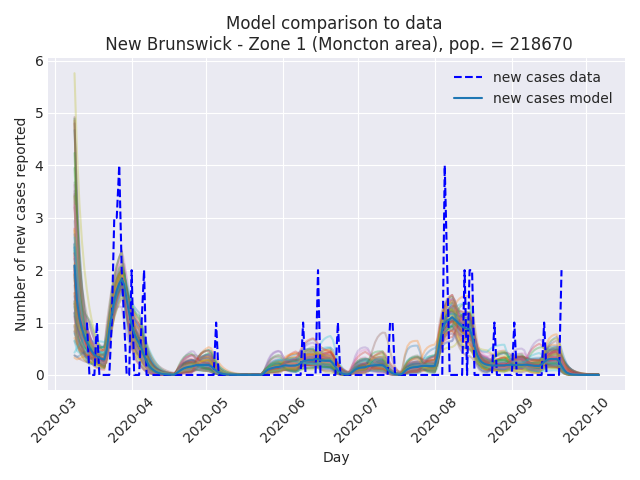 Model comparison to data
New Brunswick - Zone 1 (Moncton area), pop. = 218670
new cases data
new cases model
Number of new cases reported
6
5
4
3
2
1
0
2020-03
2020-04
2020-05
2020-06
2020-07
2020-08
2020-09
2020-10
Day